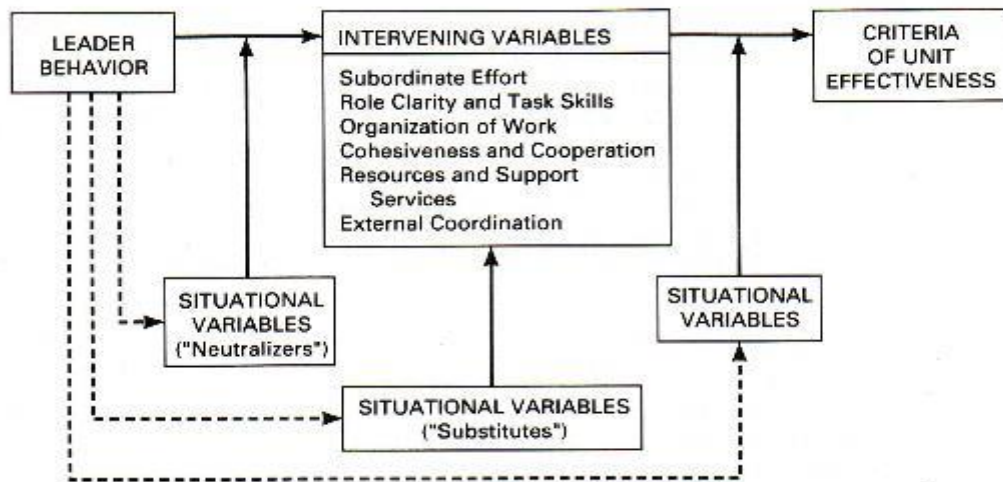 LEADER
BEHAVIOR
INTERVENING VARIABLES
Subordinate Effort
Role Clarity and Task Skills
Organization of Work
Cohesiveness and Cooperation
Resources and Support
Services
External Coordination
CRITERIA
OF UNIT
EFFECTIVENESS
SITUATIONAL
VARIABLES
("Neutralizers")
SITUATIONAL VARIABLES
("Substitutes")
SITUATIONAL
VARIABLES